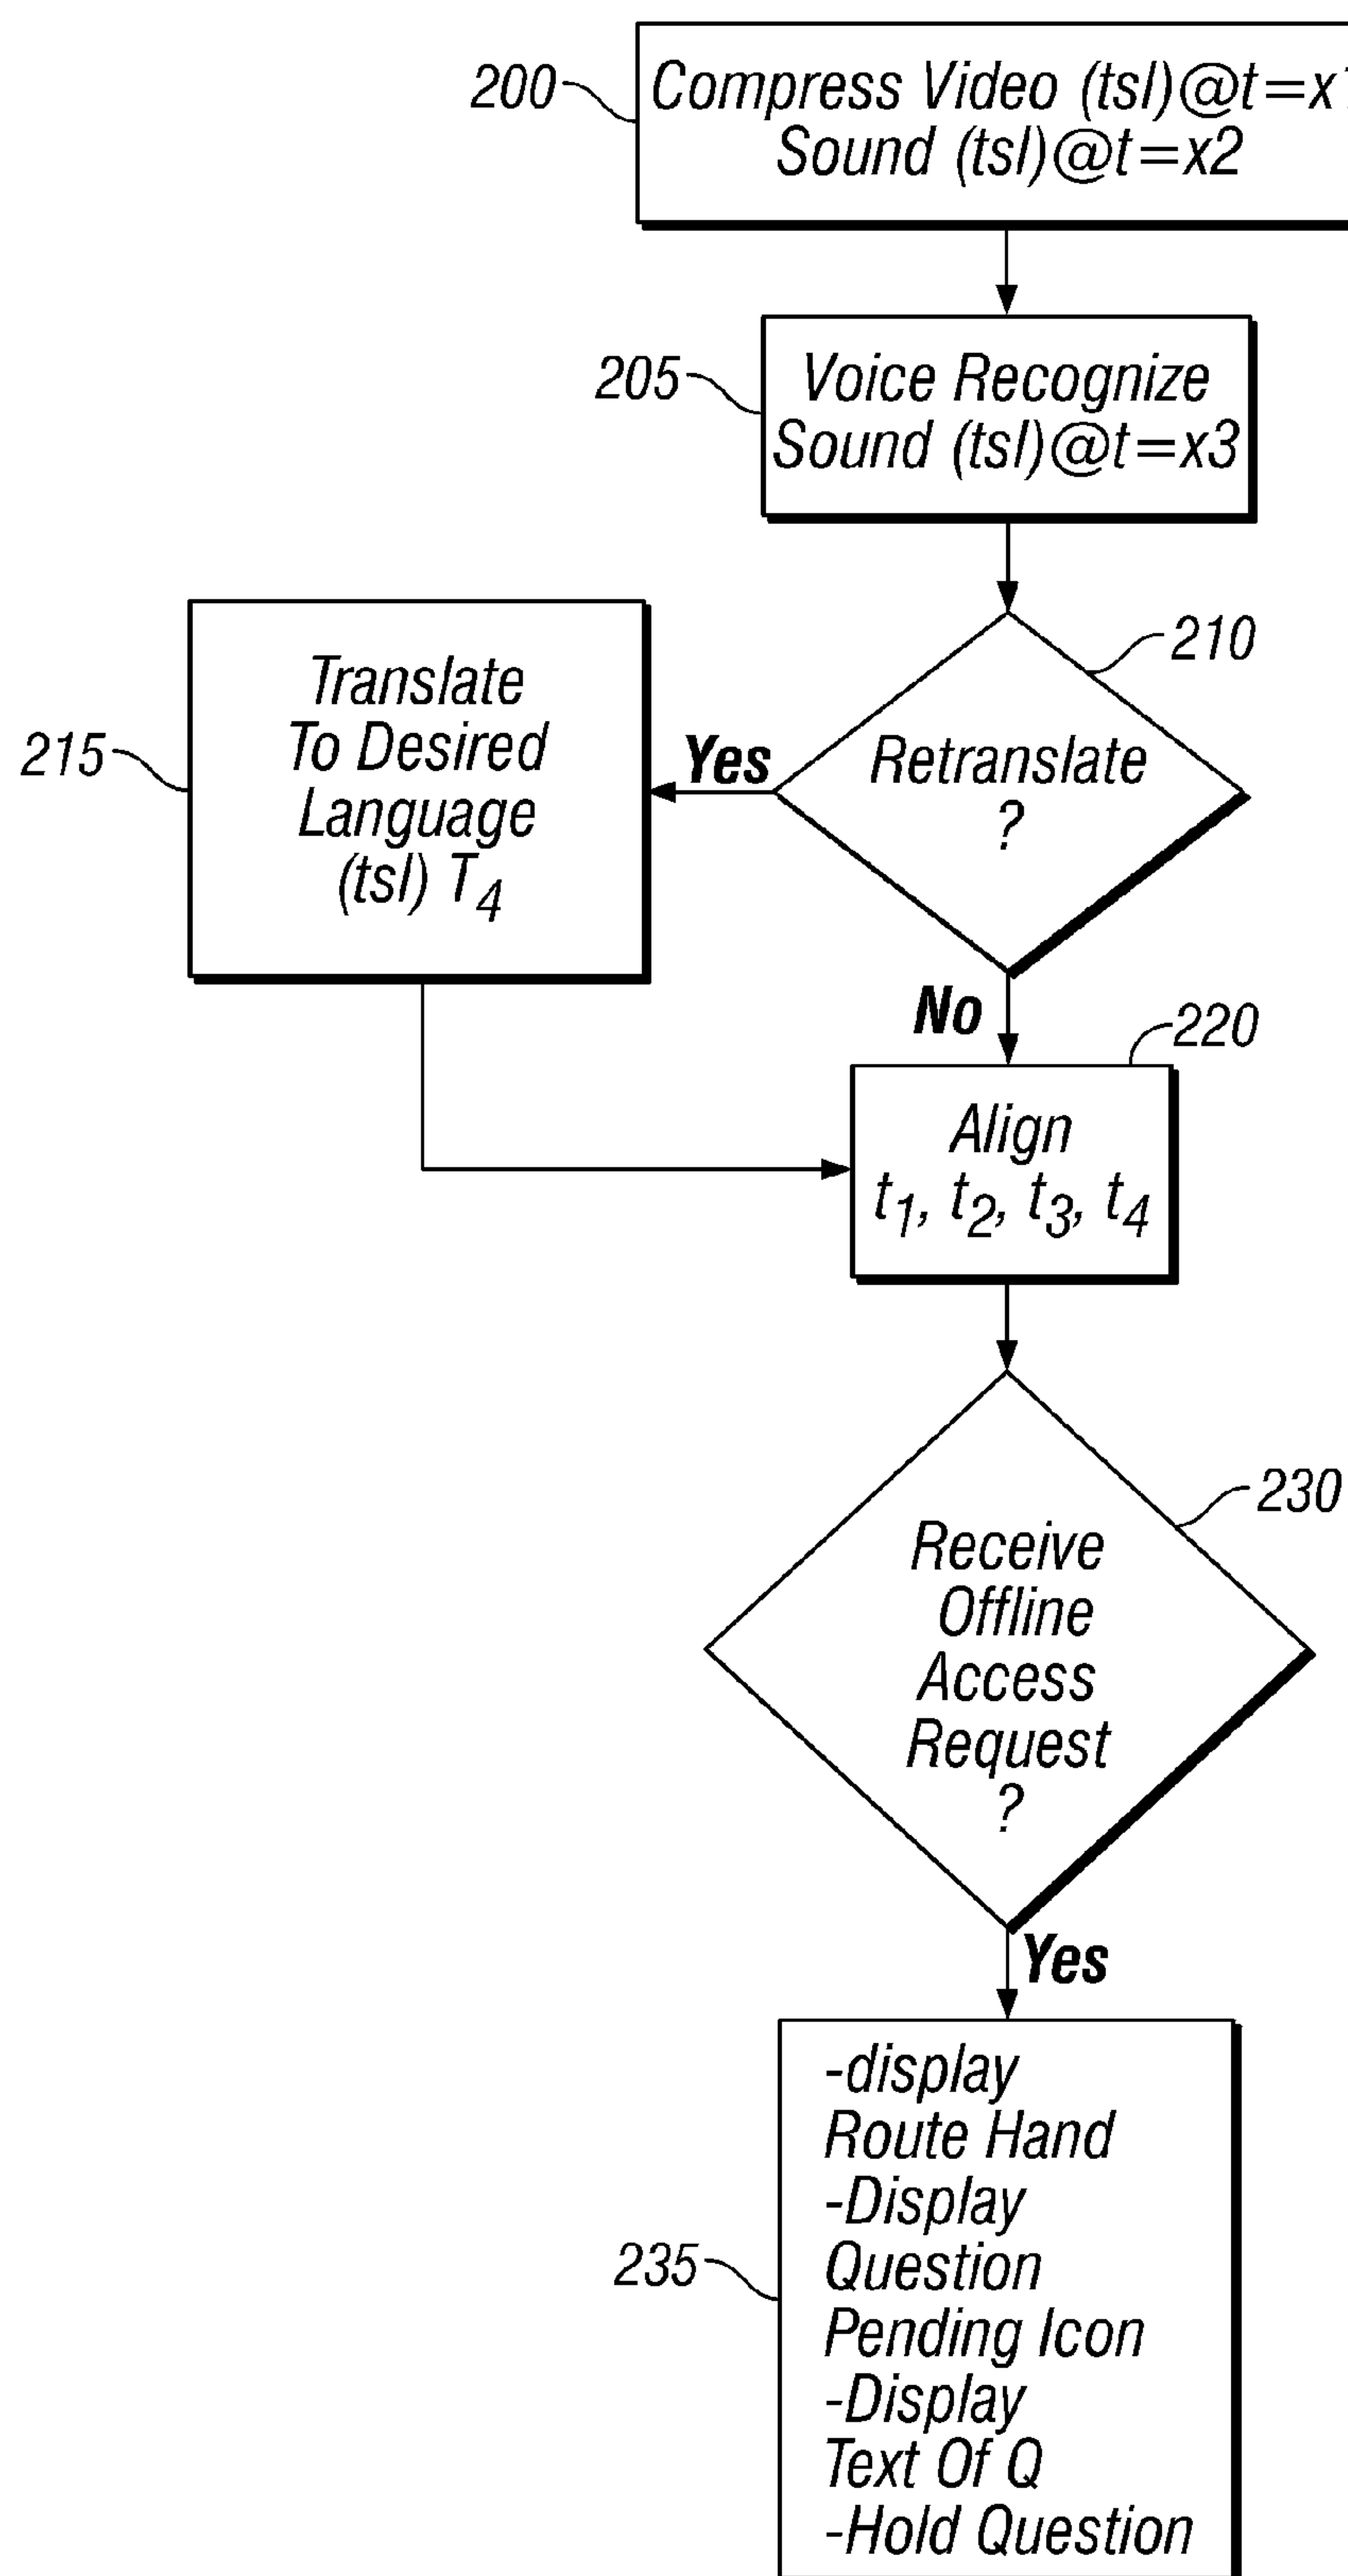 200
Compress Video (tsl)@t=x1
Sound (tsl)@t=x2
205
Voice Recognize
Sound (tsl)@t=x3
210
Retranslate
?
Yes
215
Translate
To Desired
Language
(tsl) T4
No
220
Align
t1, t2, t3, t4
230
Receive
Offline
Access
Request
?
Yes
235
-display
Route Hand
-Display
Question
Pending Icon
-Display
Text Of Q
-Hold Question